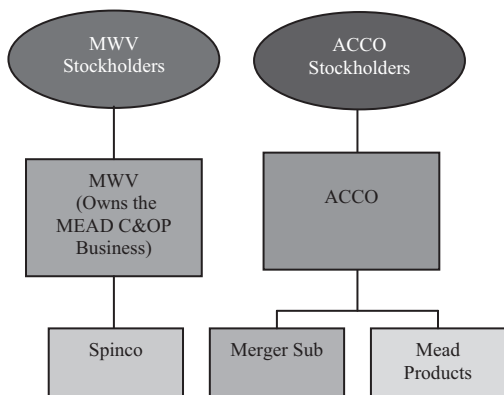 MWV
Stockholders
ACCO
Stockholders
MWV
(Owns the
MEAD C&OP
Business)
ACCO
Spinco
Merger Sub
Mead
Products